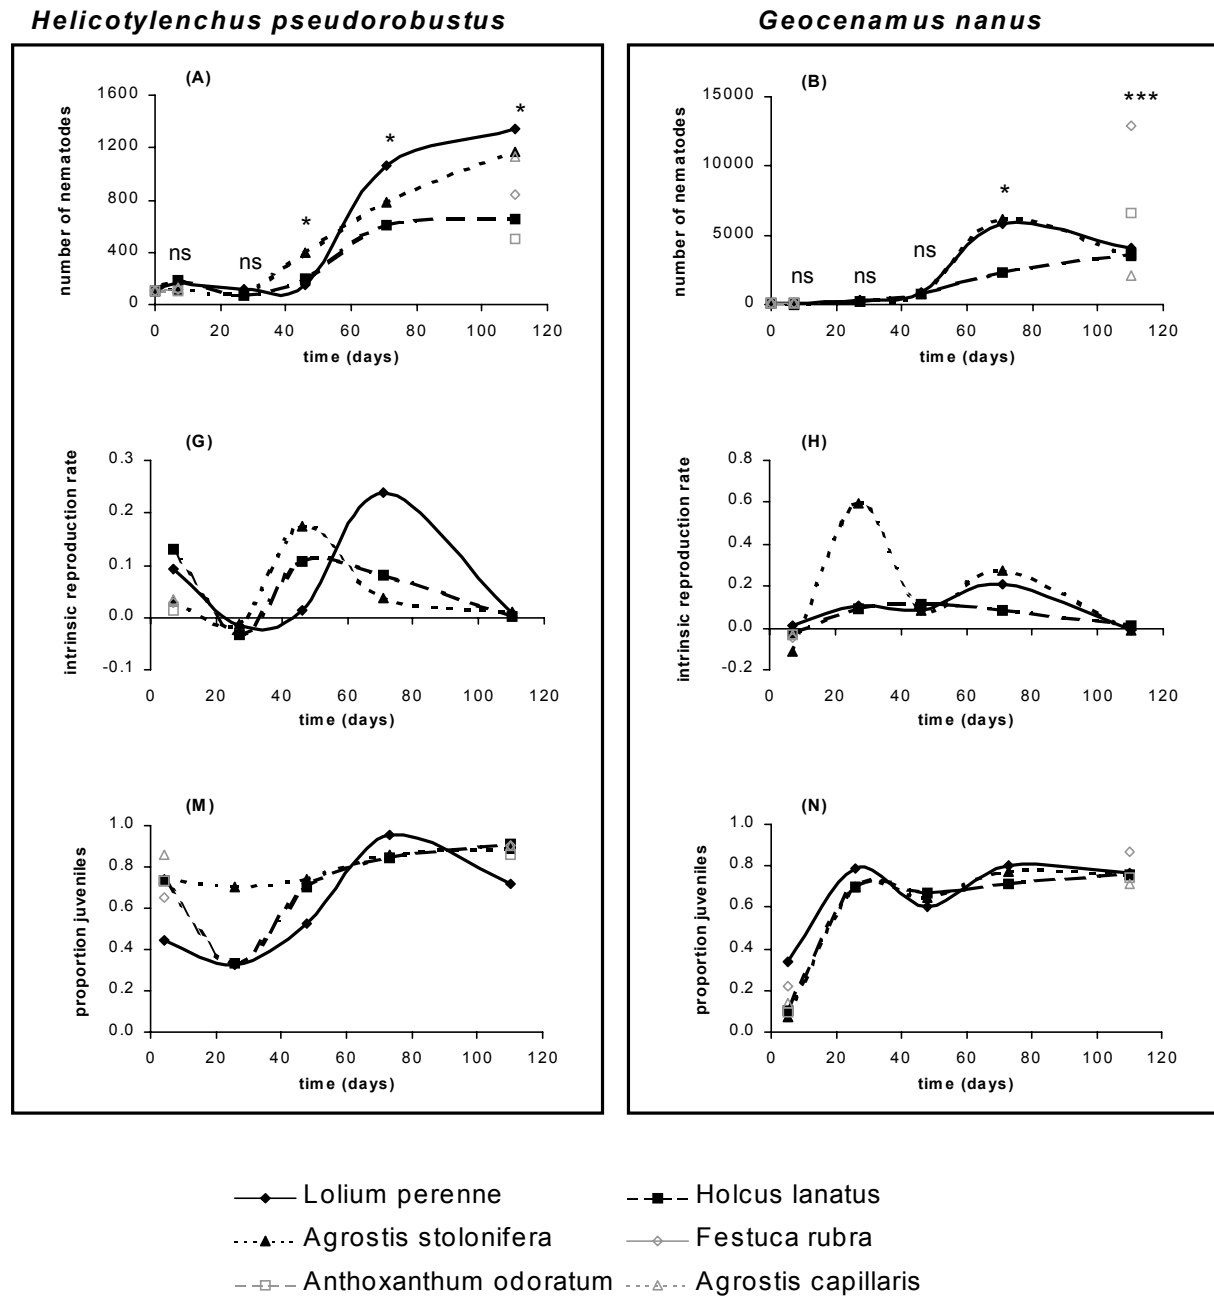 Helicotylenchus pseudorobustus
Geocenamus nanus
(A)
number of nematodes
1600
1200
800
400
0
ns
ns
*
*
*
0 20 40 60 80 100 120
time (days)
(B)
number of nematodes
15000
10000
5000
0
ns
ns
ns
*
***
0 20 40 60 80 100 120
time (days)
(G)
intrinsic reproduction rate
0.3
0.2
0.1
0.0
-0.1
0 20 40 60 80 100 120
time (days)
(H)
intrinsic reproduction rate
0.8
0.6
0.4
0.2
0.0
-0.2
0 20 40 60 80 100 120
time (days)
(M)
proportion juveniles
1.0
0.8
0.6
0.4
0.2
0.0
0 20 40 60 80 100 120
time (days)
(N)
proportion juveniles
1.0
0.8
0.6
0.4
0.2
0.0
0 20 40 60 80 100 120
time (days)
Lolium perenne
Holcus lanatus
Agrostis stolonifera
Festuca rubra
Anthoxanthum odoratum
Agrostis capillaris